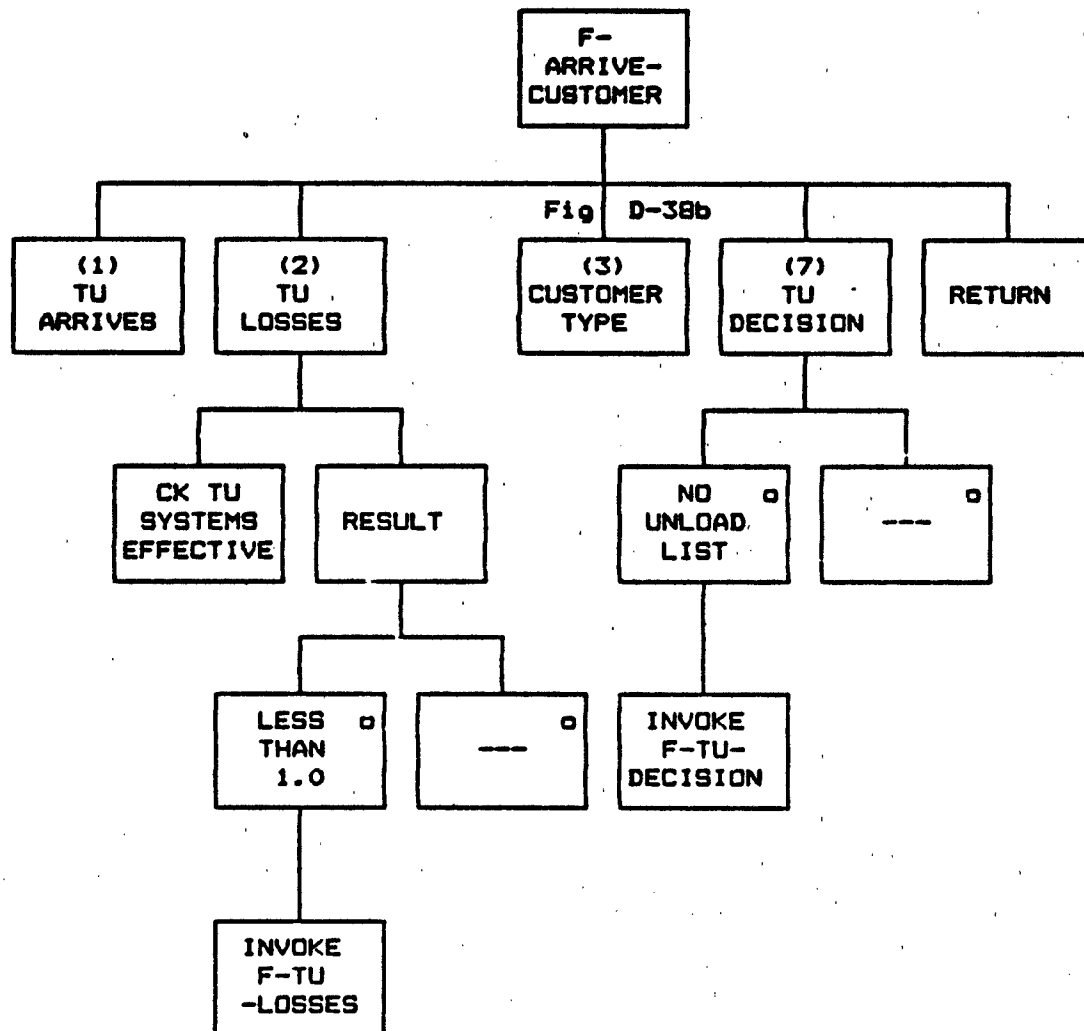 F-
ARRIVE-
CUSTOMER
Fig D-38b
(1)
TU
ARRIVES
(2)
TU
LOSSES
(3)
CUSTOMER
TYPE
(7)
TU
DECISION
RETURN
CK TU
SYSTEMS
EFFECTIVE
RESULT
NO o
UNLOAD
LIST
o
---
LESS o
THAN
1.0
o
---
INVOKE
F-TU-
DECISION
INVOKE
F-TU
-LOSSES